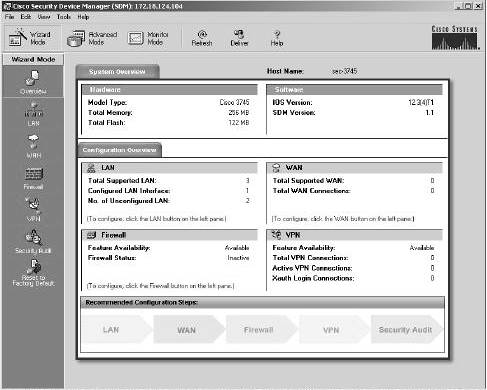 Cisco Security Device Manager (SDM): 172.18.124.104
File Edit View Tools Help
Wizard Mode
Advanced Mode
Monitor Mode
Refresh
Deliver
Help
CISCO SYSTEMS
Wizard Mode
Overview
LAN
WAN
Firewall
VPN
Security Audit
Reset to Factory Default
System Overview
Host Name: sec-3745
Hardware
Model Type: Cisco 3745
Total Memory: 256 MB
Total Flash: 122 MB
Software
IOS Version: 12.3(4)T1
SDM Version: 1.1
Configuration Overview
LAN
Total Supported LAN: 3
Configured LAN Interface: 1
No. of Unconfigured LAN: 2
(To configure, click the LAN button on the left pane.)
WAN
Total Supported WAN: 0
Total WAN Connections: 0
(To configure, click the WAN button on the left pane.)
Firewall
Feature Availability: Available
Firewall Status: Inactive
(To configure, click the Firewall button on the left pane.)
VPN
Feature Availability: Available
Total VPN Connections: 0
Active VPN Connections: 0
Xauth Login Connections: 0
Recommended Configuration Steps:
LAN
WAN
Firewall
VPN
Security Audit